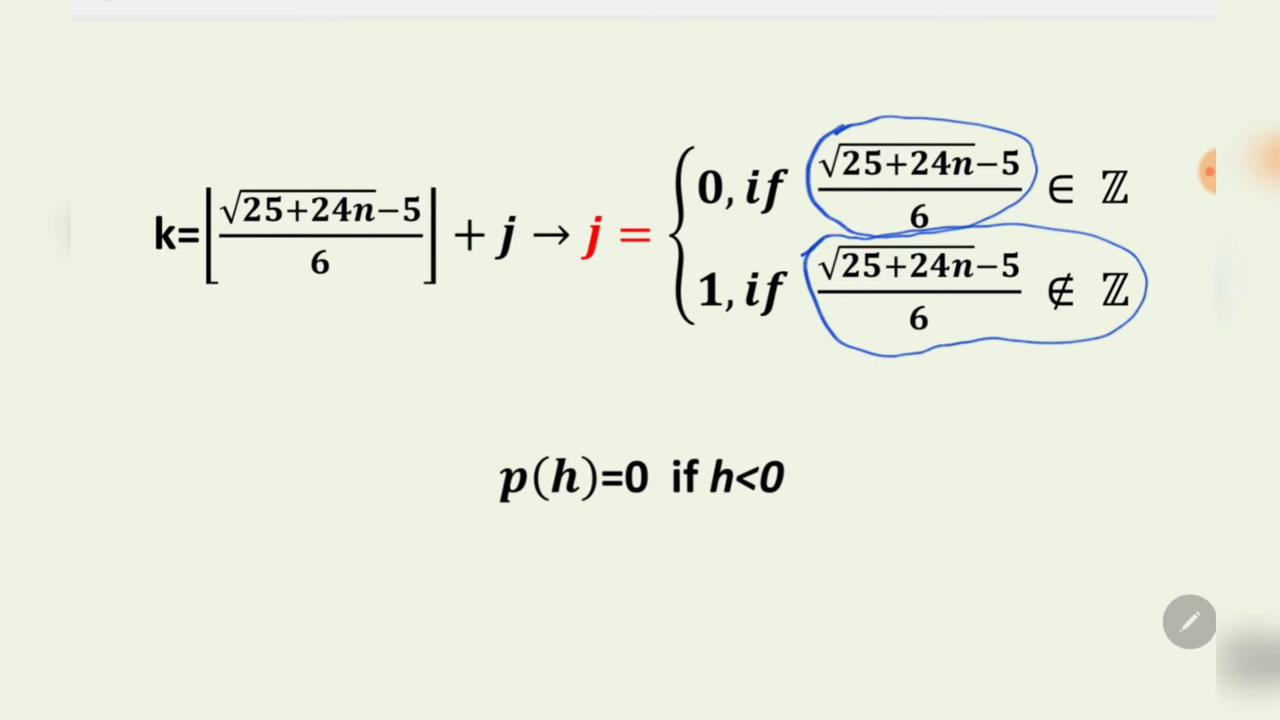 k=⌊(√(25+24n)−5)/6⌋ + j → j = { 0, if (√(25+24n)−5)/6 ∈ ℤ
1, if (√(25+24n)−5)/6 ∉ ℤ
p(h)=0 if h<0